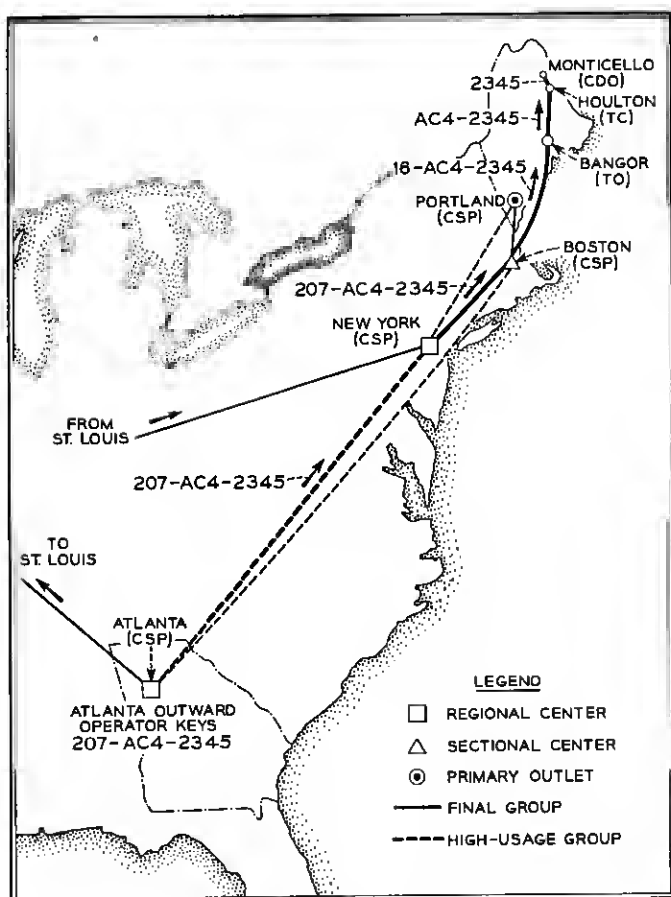 MONTICELLO
(CDO)
2345
HOULTON
(TC)
AC4-2345
BANGOR
(TO)
16-AC4-2345
PORTLAND
(CSP)
BOSTON
(CSP)
207-AC4-2345
NEW YORK
(CSP)
FROM
ST. LOUIS
207-AC4-2345
TO
ST. LOUIS
ATLANTA
(CSP)
ATLANTA OUTWARD
OPERATOR KEYS
207-AC4-2345
LEGEND
REGIONAL CENTER
SECTIONAL CENTER
PRIMARY OUTLET
FINAL GROUP
HIGH-USAGE GROUP